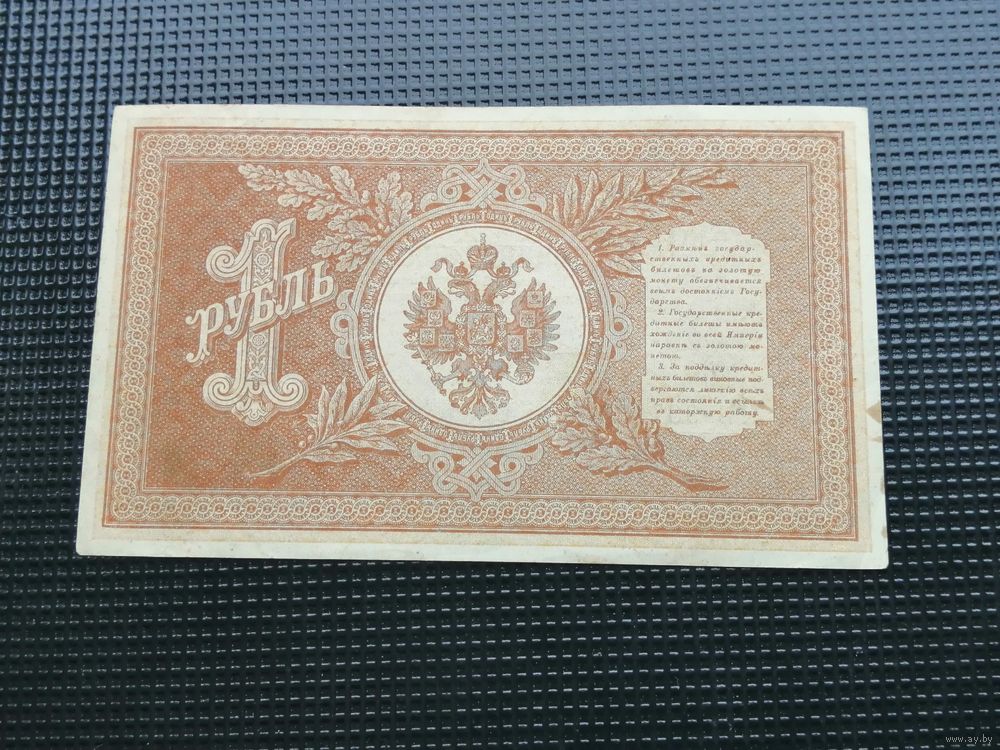 1
РУБЛЬ
1. Размѣнъ государ-
ственныхъ кредитныхъ
билетовъ на золотую
монету обезпечивается
всѣмъ достояніемъ Госу-
дарства.
2. Государственные кре-
дитные билеты имѣютъ
хожденіе во всей Имперіи
наравнѣ съ золотою мо-
нетою.
3. За поддѣлку кредит-
ныхъ билетовъ виновные под-
вергаются лишенію всѣхъ
правъ состоянія и ссылкѣ
въ каторжную работу.
www.ay.by